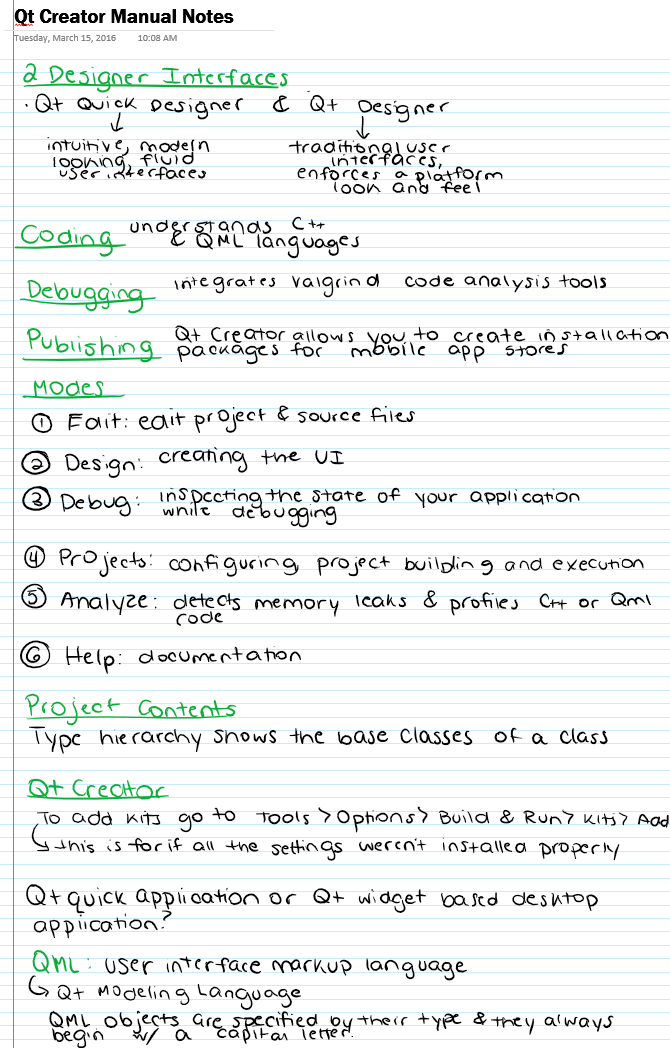 Qt Creator Manual Notes
Tuesday, March 15, 2016 10:08 AM
2 Designer Interfaces
· Qt Quick Designer & Qt Designer
intuitive, modern looking, fluid user interfaces
traditional user interfaces, enforces a platform look and feel
Coding understands C++ & QML languages
Debugging integrates valgrind code analysis tools
Publishing Qt Creator allows you to create installation packages for mobile app stores
Modes
① Edit: edit project & source files
② Design: creating the UI
③ Debug: inspecting the state of your application
while debugging
④ Projects: configuring project building and execution
⑤ Analyze: detects memory leaks & profiles C++ or Qml
code
⑥ Help: documentation
Project Contents
Type hierarchy shows the base classes of a class
Qt Creator
To add kits go to Tools > Options > Build & Run > Kits > Add
↳ this is for if all the settings weren't installed properly
Qt quick application or Qt widget based desktop
application?
QML: user interface markup language
↳ Qt Modeling Language
QML objects are specified by their type & they always
begin w/ a capital letter.